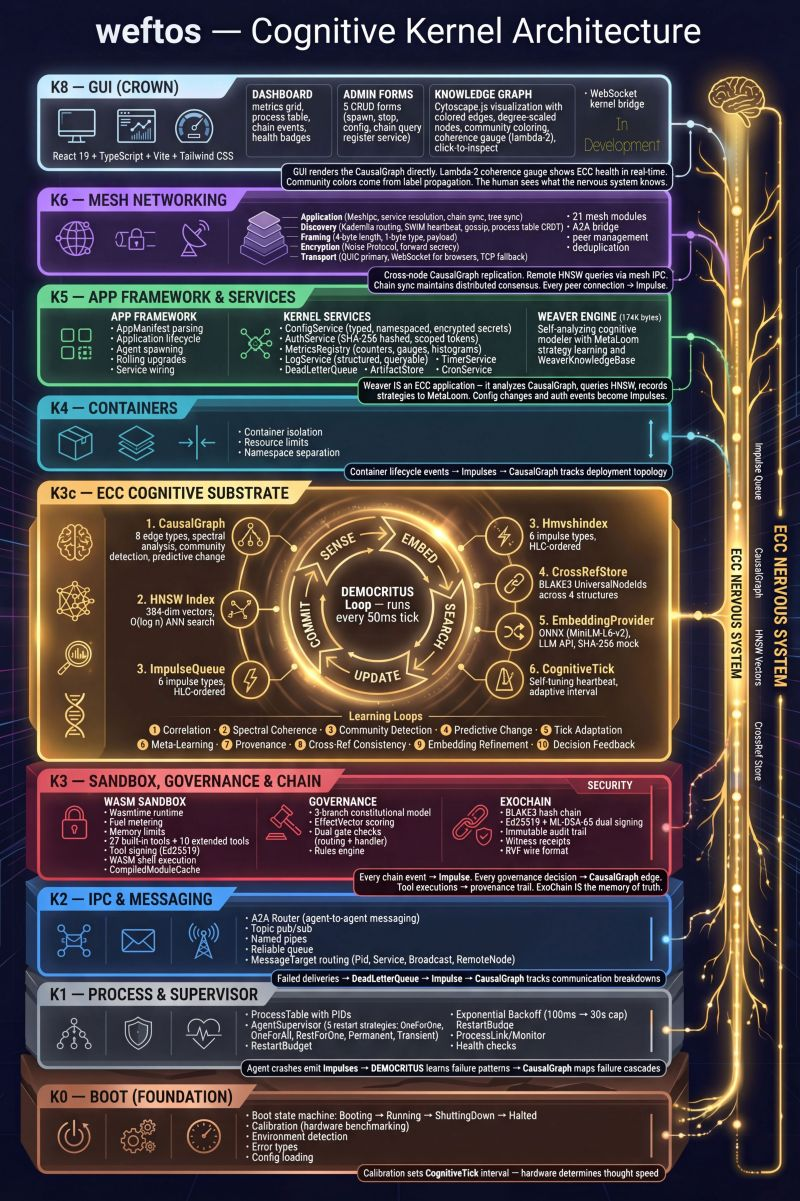 weftos — Cognitive Kernel Architecture
K8 — GUI (CROWN)
React 19 + TypeScript + Vite + Tailwind CSS
DASHBOARD
metrics grid,
process table,
chain events,
health badges
ADMIN FORMS
5 CRUD forms
(spawn, stop,
config, chain query
register service)
KNOWLEDGE GRAPH
Cytoscape.js visualization with
colored edges, degree-scaled
nodes, community coloring,
coherence gauge (lambda-2),
click-to-inspect
• WebSocket
kernel bridge
In
Development
GUI renders the CausalGraph directly. Lambda-2 coherence gauge shows ECC health in real-time.
Community colors come from label propagation. The human sees what the nervous system knows.
K6 — MESH NETWORKING
Application (MeshIpc, service resolution, chain sync, tree sync)
Discovery (Kademlia routing, SWIM heartbeat, gossip, process table CRDT)
Framing (4-byte length, 1-byte type, payload)
Encryption (Noise Protocol, forward secrecy)
Transport (QUIC primary, WebSocket for browsers, TCP fallback)
• 21 mesh modules
• A2A bridge
• peer management
• deduplication
Cross-node CausalGraph replication. Remote HNSW queries via mesh IPC.
Chain sync maintains distributed consensus. Every peer connection → Impulse.
K5 — APP FRAMEWORK & SERVICES
APP FRAMEWORK
• AppManifest parsing
• Application lifecycle
• Agent spawning
• Rolling upgrades
• Service wiring
KERNEL SERVICES
• ConfigService (typed, namespaced, encrypted secrets)
• AuthService (SHA-256 hashed, scoped tokens)
• MetricsRegistry (counters, gauges, histograms)
• LogService (structured, queryable) • TimerService
• DeadLetterQueue • ArtifactStore • CronService
WEAVER ENGINE (174K bytes)
Self-analyzing cognitive
modeler with MetaLoom
strategy learning and
WeaverKnowledgeBase
Weaver IS an ECC application — it analyzes CausalGraph, queries HNSW, records
strategies to MetaLoom. Config changes and auth events become Impulses.
K4 — CONTAINERS
• Container isolation
• Resource limits
• Namespace separation
Container lifecycle events → Impulses → CausalGraph tracks deployment topology
K3c — ECC COGNITIVE SUBSTRATE
1. CausalGraph
8 edge types, spectral
analysis, community
detection, predictive change
2. HNSW Index
384-dim vectors,
O(log n) ANN search
3. ImpulseQueue
6 impulse types,
HLC-ordered
SENSE
EMBED
SEARCH
UPDATE
COMMIT
DEMOCRITUS
Loop — runs
every 50ms tick
3. Hmvshindex
6 impulse types,
HLC-ordered
4. CrossRefStore
BLAKE3 UniversalNodeIds
across 4 structures
5. EmbeddingProvider
ONNX (MiniLM-L6-v2),
LLM API, SHA-256 mock
6. CognitiveTick
Self-tuning heartbeat,
adaptive interval
Learning Loops
1 Correlation · 2 Spectral Coherence · 3 Community Detection · 4 Predictive Change · 5 Tick Adaptation
6 Meta-Learning · 7 Provenance · 8 Cross-Ref Consistency · 9 Embedding Refinement · 10 Decision Feedback
K3 — SANDBOX, GOVERNANCE & CHAIN
SECURITY
WASM SANDBOX
• Wasmtime runtime
• Fuel metering
• Memory limits
• 27 built-in tools + 10 extended tools
• Tool signing (Ed25519)
• WASM shell execution
• CompiledModuleCache
GOVERNANCE
• 3-branch constitutional model
• EffectVector scoring
• Dual gate checks
(routing + handler)
• Rules engine
EXOCHAIN
• BLAKE3 hash chain
• Ed25519 + ML-DSA-65 dual signing
• Immutable audit trail
• Witness receipts
• RVF wire format
Every chain event → Impulse. Every governance decision → CausalGraph edge.
Tool executions → provenance trail. ExoChain IS the memory of truth.
K2 — IPC & MESSAGING
• A2A Router (agent-to-agent messaging)
• Topic pub/sub
• Named pipes
• Reliable queue
• MessageTarget routing (Pid, Service, Broadcast, RemoteNode)
Failed deliveries → DeadLetterQueue → Impulse → CausalGraph tracks communication breakdowns
K1 — PROCESS & SUPERVISOR
• ProcessTable with PIDs
• AgentSupervisor (5 restart strategies: OneForOne,
OneForAll, RestForOne, Permanent, Transient)
• RestartBudget
• Exponential Backoff (100ms → 30s cap)
RestartBudge
• ProcessLink/Monitor
• Health checks
Agent crashes emit Impulses → DEMOCRITUS learns failure patterns → CausalGraph maps failure cascades
K0 — BOOT (FOUNDATION)
• Boot state machine: Booting → Running → ShuttingDown → Halted
• Calibration (hardware benchmarking)
• Environment detection
• Error types
• Config loading
Calibration sets CognitiveTick interval — hardware determines thought speed
ECC NERVOUS SYSTEM
Impulse Queue
CausalGraph
HNSW Vectors
CrossRef Store
ECC NERVOUS SYSTEM